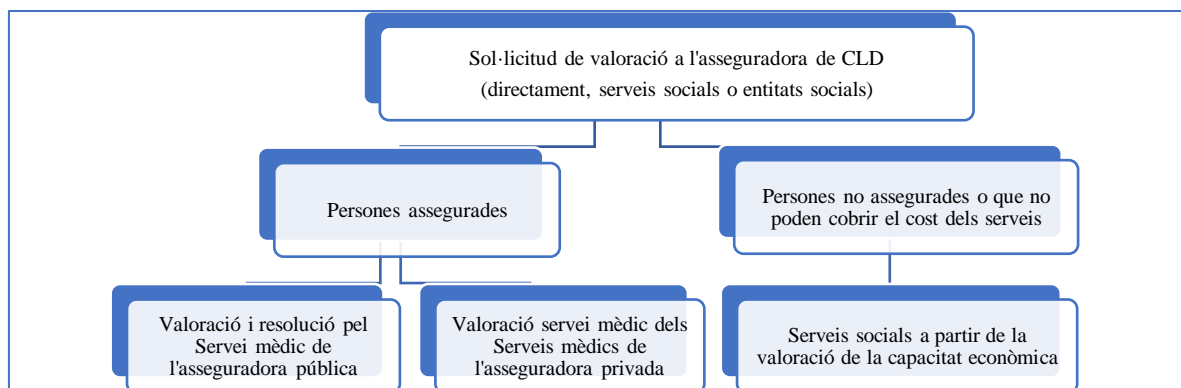 Sol·licitud de valoració a l'asseguradora de CLD
(directament, serveis socials o entitats socials)
Persones assegurades
Persones no assegurades o que no
poden cobrir el cost dels serveis
Valoració i resolució pel
Servei mèdic de
l'asseguradora pública
Valoració servei mèdic dels
Serveis mèdics de
l'asseguradora privada
Serveis socials a partir de la
valoració de la capacitat econòmica